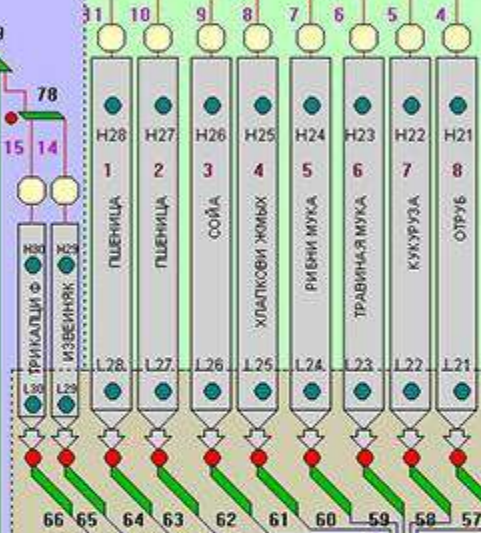 11 10 9 8 7 6 5 4
78
15 14
H28 H27 H26 H25 H24 H23 H22 H21
1 2 3 4 5 6 7 8
H30 H29
ПШЕНИЦА
ПШЕНИЦА
СОЙА
ХЛАПКОВИ ЖМЫХ
РИБНИ МУКА
ТРАВИНАЯ МУКА
КУКУРУЗА
ОТРУБ
ТРИКАЛЦИ Ф
ИЗВЕИНЯК
L28 L27 L26 L25 L24 L23 L22 L21
L30 L29
66 65 64 63 62 61 60 59 58 57